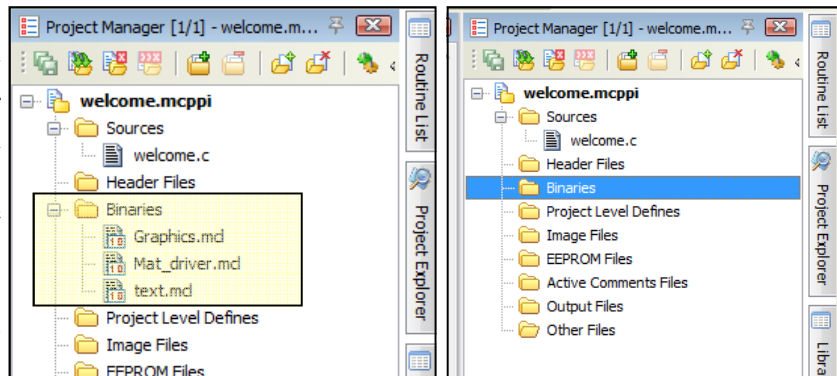 Project Manager [1/1] - welcome.m...
welcome.mcppi
Sources
welcome.c
Header Files
Binaries
Graphics.mcl
Mat_driver.mcl
text.mcl
Project Level Defines
Image Files
EEPROM Files
Routine List
Project Explorer
Project Manager [1/1] - welcome.m...
welcome.mcppi
Sources
welcome.c
Header Files
Binaries
Project Level Defines
Image Files
EEPROM Files
Active Comments Files
Output Files
Other Files
Routine List
Project Explorer
Libra